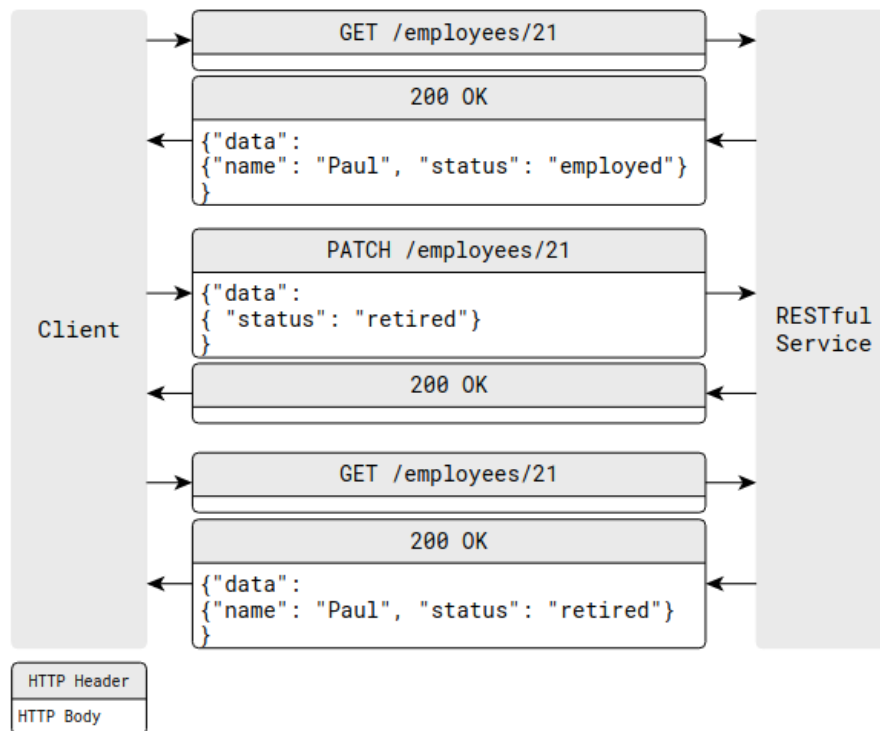 GET /employees/21
200 OK
{"data":
{"name": "Paul", "status": "employed"}
}
PATCH /employees/21
{"data":
{ "status": "retired"}
}
Client
RESTful
Service
200 OK
GET /employees/21
200 OK
{"data":
{"name": "Paul", "status": "retired"}
}
HTTP Header
HTTP Body